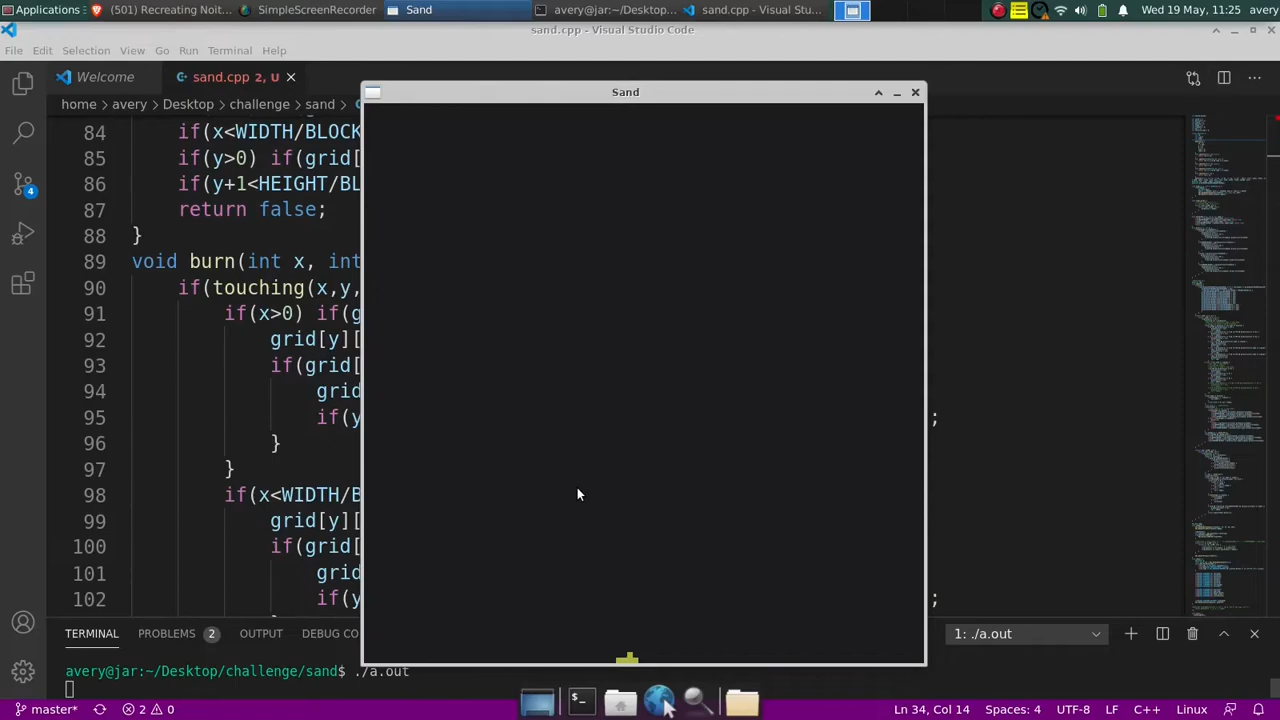 Applications
(501) Recreating Noit...
SimpleScreenRecorder
Sand
avery@jar:~/Desktop...
sand.cpp - Visual Stu...
Wed 19 May, 11:25 avery
sand.cpp - Visual Studio Code
File Edit Selection View Go Run Terminal Help
Welcome
sand.cpp 2, U
Sand
home > avery > Desktop > challenge > sand >
84 if(x<WIDTH/BLOCK
85 if(y>0) if(grid[
86 if(y+1<HEIGHT/BL
87 return false;
88 }
89 void burn(int x, int
90 if(touching(x,y,
91 if(x>0) if(g
92 grid[y][
93 if(grid[
94 grid
95 if(y ;
96 }
97 }
98 if(x<WIDTH/B
99 grid[y][
100 if(grid[
101 grid
102 if(y ;
4
TERMINAL PROBLEMS 2 OUTPUT DEBUG CO
1: ./a.out
avery@jar:~/Desktop/challenge/sand$ ./a.out
master* 2 0
Ln 34, Col 14 Spaces: 4 UTF-8 LF C++ Linux